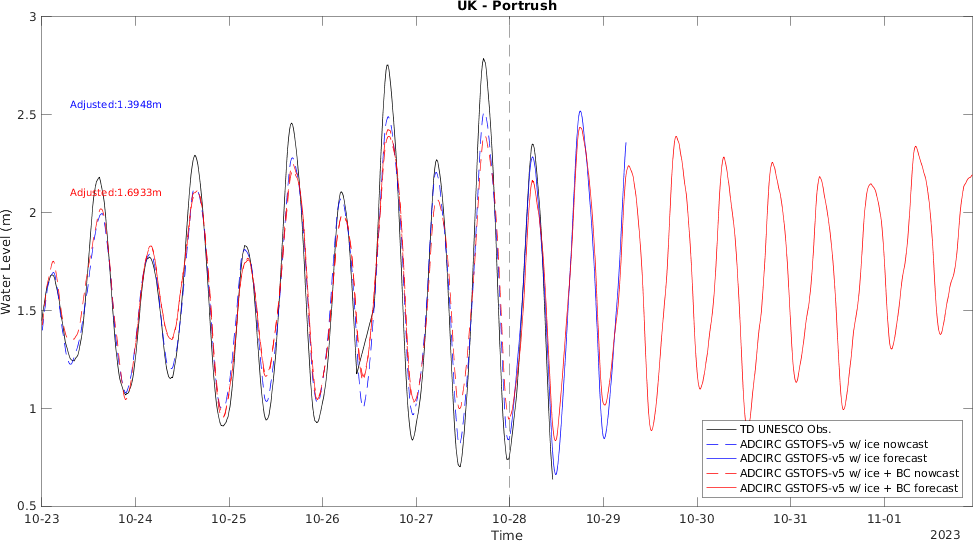 UK - Portrush
3
2.5
2
1.5
1
0.5
Water Level (m)
Adjusted:1.3948m
Adjusted:1.6933m
TD UNESCO Obs.
ADCIRC GSTOFS-v5 w/ ice nowcast
ADCIRC GSTOFS-v5 w/ ice forecast
ADCIRC GSTOFS-v5 w/ ice + BC nowcast
ADCIRC GSTOFS-v5 w/ ice + BC forecast
10-23 10-24 10-25 10-26 10-27 10-28 10-29 10-30 10-31 11-01
Time
2023